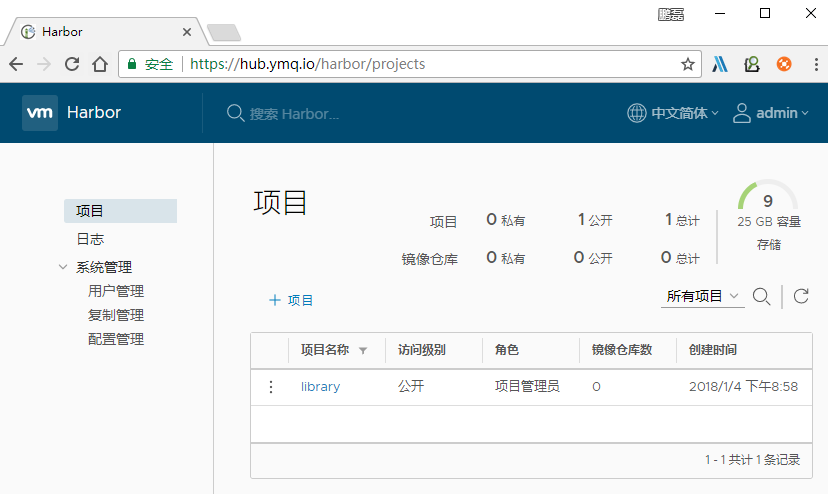 鹏磊
Harbor
安全 https://hub.ymq.io/harbor/projects
vm Harbor 搜索 Harbor... 中文简体 admin
项目
日志
系统管理
用户管理
复制管理
配置管理
项目
项目 0 私有 1 公开 1 总计
镜像仓库 0 私有 0 公开 0 总计
9
25 GB 容量
存储
+ 项目
所有项目
项目名称 访问级别 角色 镜像仓库数 创建时间
library 公开 项目管理员 0 2018/1/4 下午8:58
1 - 1 共计 1 条记录